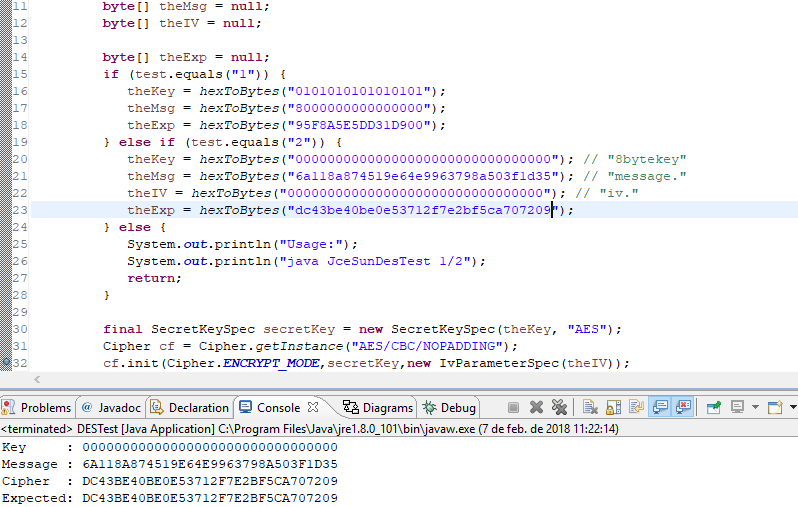 11 byte[] theMsg = null;
12 byte[] theIV = null;
13
14 byte[] theExp = null;
15 if (test.equals("1")) {
16 theKey = hexToBytes("0101010101010101");
17 theMsg = hexToBytes("8000000000000000");
18 theExp = hexToBytes("95F8A5E5DD31D900");
19 } else if (test.equals("2")) {
20 theKey = hexToBytes("00000000000000000000000000000000"); // "8bytekey"
21 theMsg = hexToBytes("6a118a874519e64e9963798a503f1d35"); // "message."
22 theIV = hexToBytes("00000000000000000000000000000000"); // "iv."
23 theExp = hexToBytes("dc43be40be0e53712f7e2bf5ca707209");
24 } else {
25 System.out.println("Usage:");
26 System.out.println("java JceSunDesTest 1/2");
27 return;
28 }
29
30 final SecretKeySpec secretKey = new SecretKeySpec(theKey, "AES");
31 Cipher cf = Cipher.getInstance("AES/CBC/NOPADDING");
32 cf.init(Cipher.ENCRYPT_MODE,secretKey,new IvParameterSpec(theIV));
Problems @ Javadoc Declaration Console Diagrams Debug
<terminated> DESTest [Java Application] C:\Program Files\Java\jre1.8.0_101\bin\javaw.exe (7 de feb. de 2018 11:22:14)
Key : 00000000000000000000000000000000
Message : 6A118A874519E64E9963798A503F1D35
Cipher : DC43BE40BE0E53712F7E2BF5CA707209
Expected: DC43BE40BE0E53712F7E2BF5CA707209